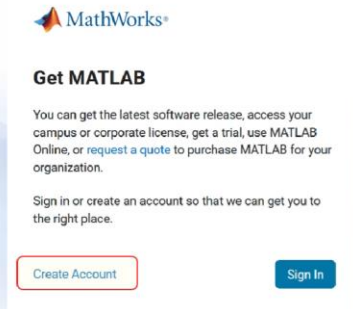 MathWorks®
Get MATLAB
You can get the latest software release, access your
campus or corporate license, get a trial, use MATLAB
Online, or request a quote to purchase MATLAB for your
organization.
Sign in or create an account so that we can get you to
the right place.
Create Account
Sign In